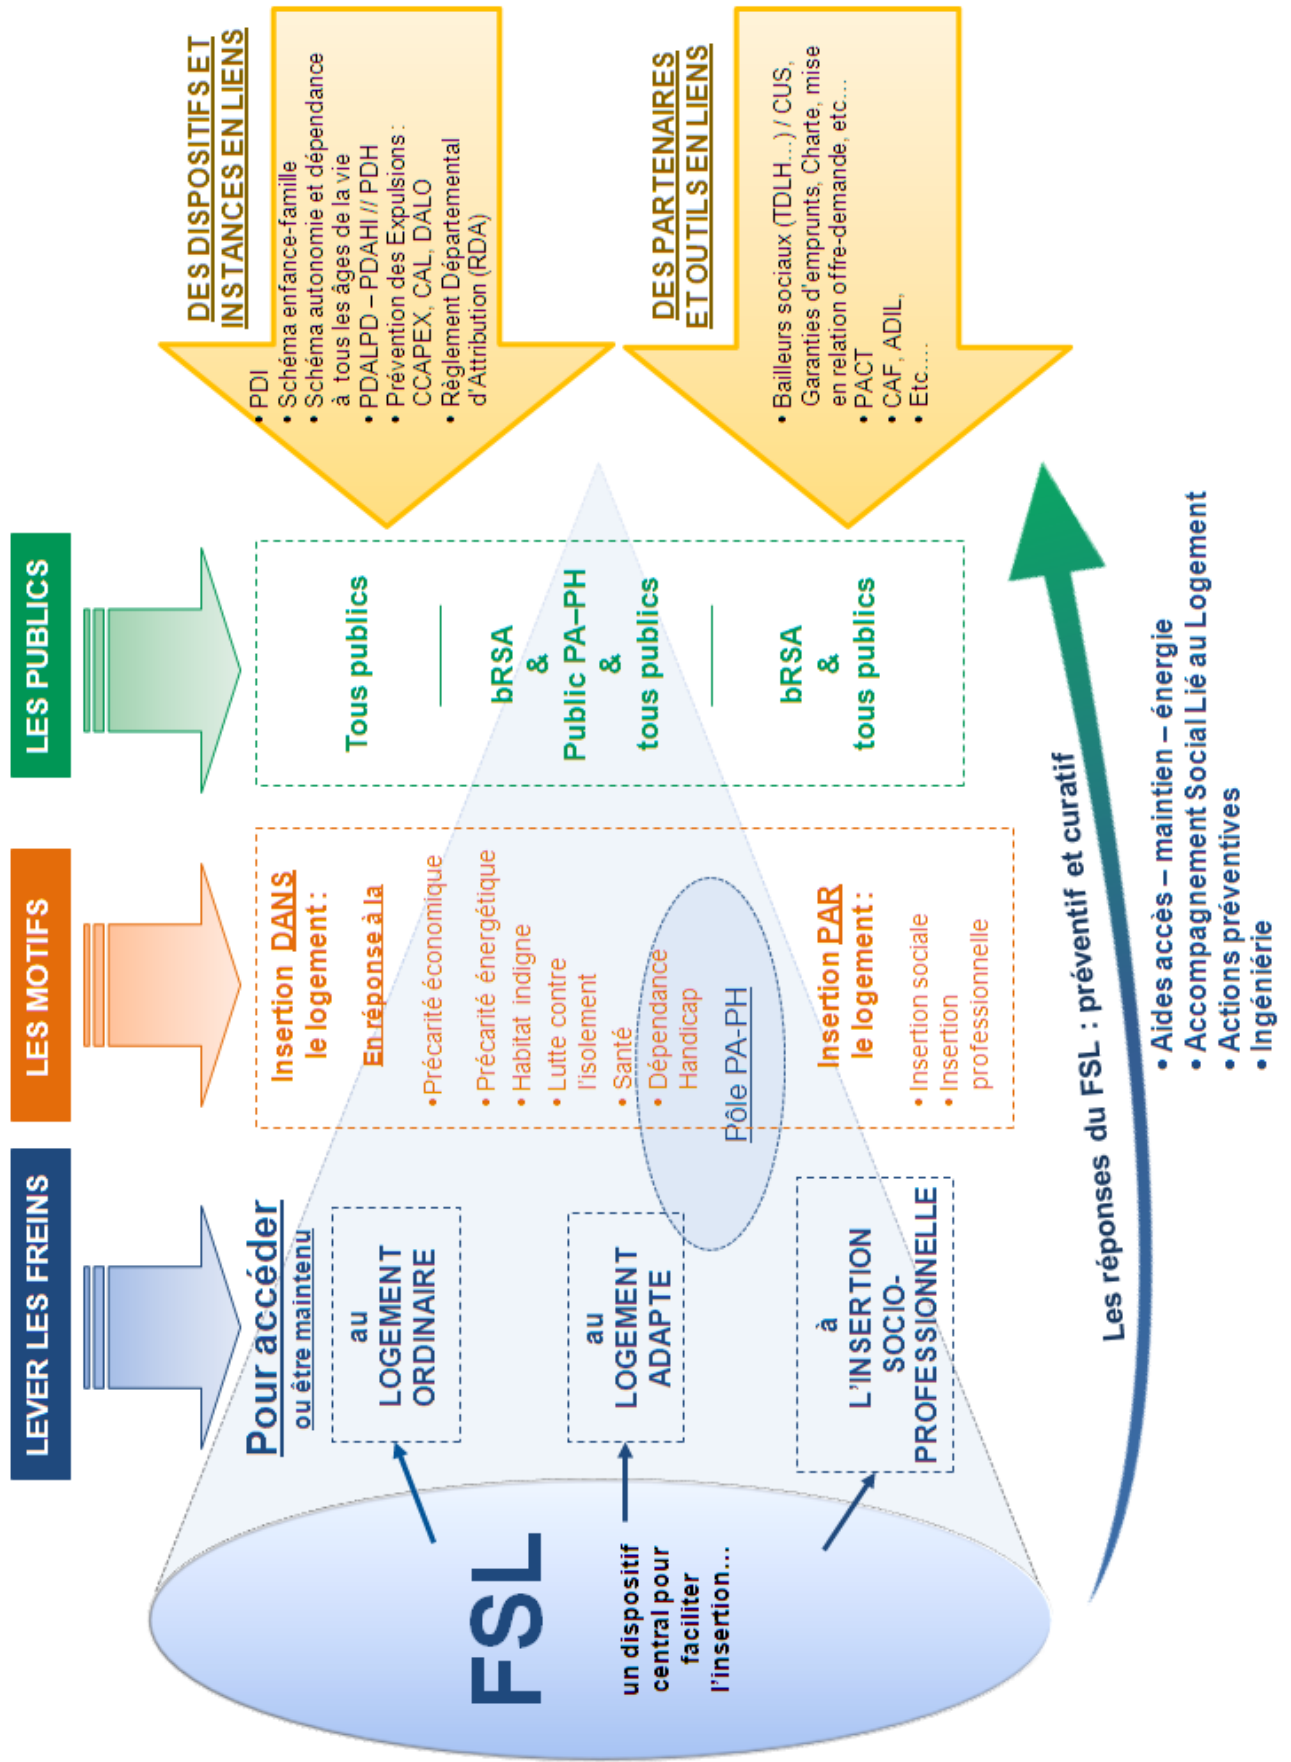 LEVER LES FREINS
LES MOTIFS
LES PUBLICS
FSL
un dispositif
central pour
faciliter
l'insertion...
Pour accéder
ou être maintenu
au
LOGEMENT
ORDINAIRE
au
LOGEMENT
ADAPTE
à
L'INSERTION
SOCIO-
PROFESSIONNELLE
Insertion DANS
le logement :
En réponse à la
• Précarité économique
• Précarité énergétique
• Habitat indigne
• Lutte contre
l'isolement
• Santé
• Dépendance
Handicap
Pôle PA-PH
Insertion PAR
le logement :
• Insertion sociale
• Insertion
professionnelle
Tous publics
bRSA
&
Public PA–PH
&
tous publics
bRSA
&
tous publics
DES DISPOSITIFS ET
INSTANCES EN LIENS
• PDI
• Schéma enfance-famille
• Schéma autonomie et dépendance
à tous les âges de la vie
• PDALPD – PDAHI // PDH
• Prévention des Expulsions :
CCAPEX, CAL, DALO
• Règlement Départemental
d'Attribution (RDA)
DES PARTENAIRES
ET OUTILS EN LIENS
• Bailleurs sociaux (TDLH...) / CUS,
Garanties d'emprunts, Charte, mise
en relation offre-demande, etc...
• PACT
• CAF, ADIL,
• Etc....
Les réponses du FSL : préventif et curatif
• Aides accès – maintien – énergie
• Accompagnement Social Lié au Logement
• Actions préventives
• Ingéniérie